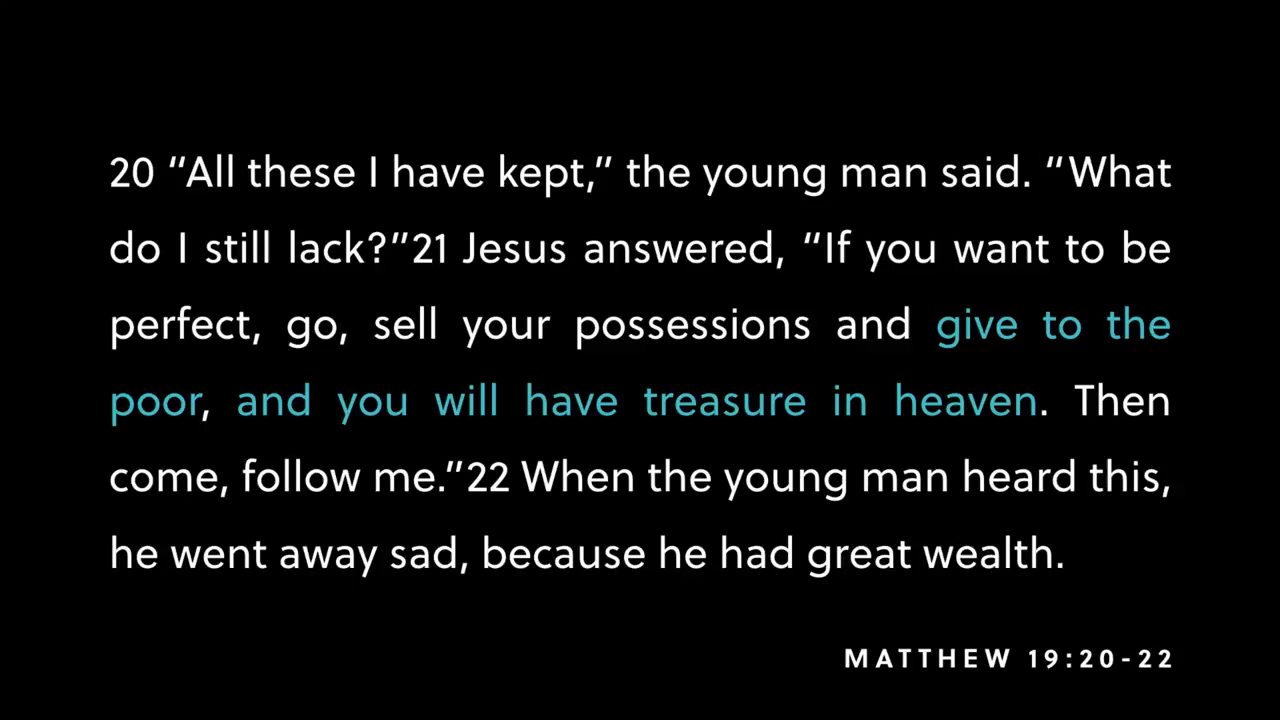 20 “All these I have kept,” the young man said. “What
do I still lack?”21 Jesus answered, “If you want to be
perfect, go, sell your possessions and give to the
poor, and you will have treasure in heaven. Then
come, follow me.”22 When the young man heard this,
he went away sad, because he had great wealth.
MATTHEW 19:20-22